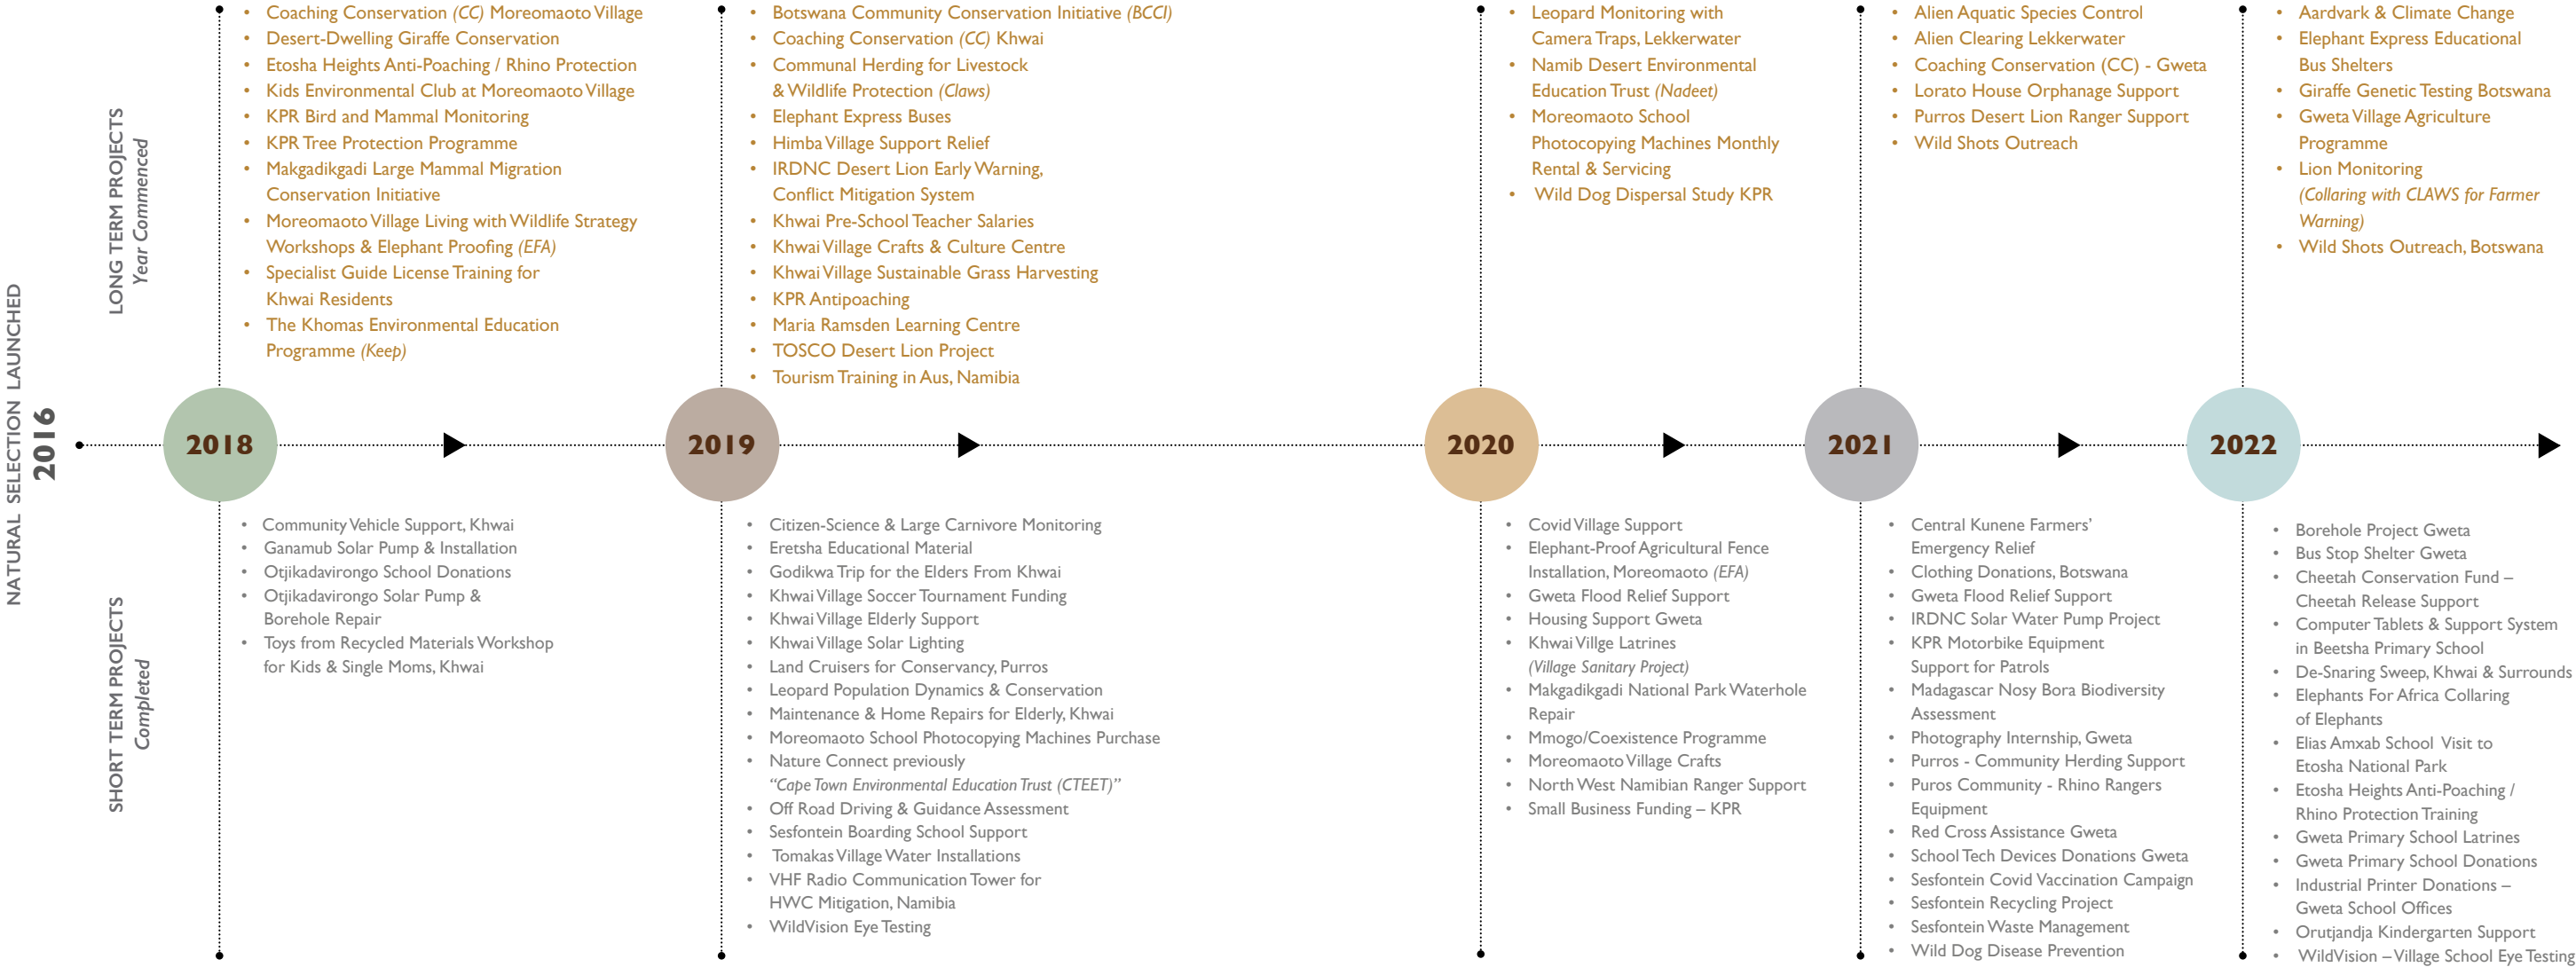 NATURAL SELECTION LAUNCHED
2016
LONG TERM PROJECTS
Year Commenced
• Coaching Conservation (CC) Moreomaoto Village
• Desert-Dwelling Giraffe Conservation
• Etosha Heights Anti-Poaching / Rhino Protection
• Kids Environmental Club at Moreomaoto Village
• KPR Bird and Mammal Monitoring
• KPR Tree Protection Programme
• Makgadikgadi Large Mammal Migration
Conservation Initiative
• Moreomaoto Village Living with Wildlife Strategy
Workshops & Elephant Proofing (EFA)
• Specialist Guide License Training for
Khwai Residents
• The Khomas Environmental Education
Programme (Keep)
• Botswana Community Conservation Initiative (BCCI)
• Coaching Conservation (CC) Khwai
• Communal Herding for Livestock
& Wildlife Protection (Claws)
• Elephant Express Buses
• Himba Village Support Relief
• IRDNC Desert Lion Early Warning,
Conflict Mitigation System
• Khwai Pre-School Teacher Salaries
• Khwai Village Crafts & Culture Centre
• Khwai Village Sustainable Grass Harvesting
• KPR Antipoaching
• Maria Ramsden Learning Centre
• TOSCO Desert Lion Project
• Tourism Training in Aus, Namibia
• Leopard Monitoring with
Camera Traps, Lekkerwater
• Namib Desert Environmental
Education Trust (Nadeet)
• Moreomaoto School
Photocopying Machines Monthly
Rental & Servicing
• Wild Dog Dispersal Study KPR
• Alien Aquatic Species Control
• Alien Clearing Lekkerwater
• Coaching Conservation (CC) - Gweta
• Lorato House Orphanage Support
• Purros Desert Lion Ranger Support
• Wild Shots Outreach
• Aardvark & Climate Change
• Elephant Express Educational
Bus Shelters
• Giraffe Genetic Testing Botswana
• Gweta Village Agriculture
Programme
• Lion Monitoring
(Collaring with CLAWS for Farmer
Warning)
• Wild Shots Outreach, Botswana
2018
2019
2020
2021
2022
SHORT TERM PROJECTS
Completed
• Community Vehicle Support, Khwai
• Ganamub Solar Pump & Installation
• Otjikadavirongo School Donations
• Otjikadavirongo Solar Pump &
Borehole Repair
• Toys from Recycled Materials Workshop
for Kids & Single Moms, Khwai
• Citizen-Science & Large Carnivore Monitoring
• Eretsha Educational Material
• Godikwa Trip for the Elders From Khwai
• Khwai Village Soccer Tournament Funding
• Khwai Village Elderly Support
• Khwai Village Solar Lighting
• Land Cruisers for Conservancy, Purros
• Leopard Population Dynamics & Conservation
• Maintenance & Home Repairs for Elderly, Khwai
• Moreomaoto School Photocopying Machines Purchase
• Nature Connect previously
“Cape Town Environmental Education Trust (CTEET)”
• Off Road Driving & Guidance Assessment
• Sesfontein Boarding School Support
• Tomakas Village Water Installations
• VHF Radio Communication Tower for
HWC Mitigation, Namibia
• WildVision Eye Testing
• Covid Village Support
• Elephant-Proof Agricultural Fence
Installation, Moreomaoto (EFA)
• Gweta Flood Relief Support
• Housing Support Gweta
• Khwai Villge Latrines
(Village Sanitary Project)
• Makgadikgadi National Park Waterhole
Repair
• Mmogo/Coexistence Programme
• Moreomaoto Village Crafts
• North West Namibian Ranger Support
• Small Business Funding – KPR
• Central Kunene Farmers’
Emergency Relief
• Clothing Donations, Botswana
• Gweta Flood Relief Support
• IRDNC Solar Water Pump Project
• KPR Motorbike Equipment
Support for Patrols
• Madagascar Nosy Bora Biodiversity
Assessment
• Photography Internship, Gweta
• Purros - Community Herding Support
• Puros Community - Rhino Rangers
Equipment
• Red Cross Assistance Gweta
• School Tech Devices Donations Gweta
• Sesfontein Covid Vaccination Campaign
• Sesfontein Recycling Project
• Sesfontein Waste Management
• Wild Dog Disease Prevention
• Borehole Project Gweta
• Bus Stop Shelter Gweta
• Cheetah Conservation Fund –
Cheetah Release Support
• Computer Tablets & Support System
in Beetsha Primary School
• De-Snaring Sweep, Khwai & Surrounds
• Elephants For Africa Collaring
of Elephants
• Elias Amxab School Visit to
Etosha National Park
• Etosha Heights Anti-Poaching /
Rhino Protection Training
• Gweta Primary School Latrines
• Gweta Primary School Donations
• Industrial Printer Donations –
Gweta School Offices
• Orutjandja Kindergarten Support
• WildVision – Village School Eye Testing